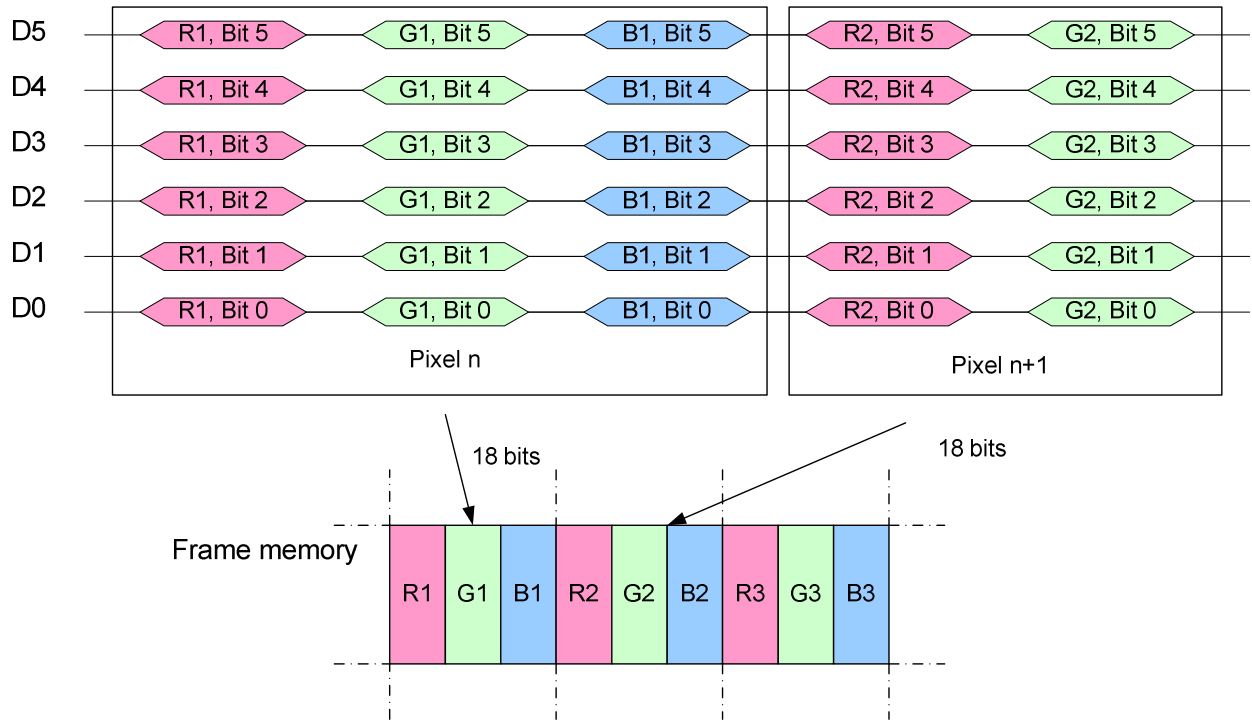 D5 R1, Bit 5 G1, Bit 5 B1, Bit 5 R2, Bit 5 G2, Bit 5
D4 R1, Bit 4 G1, Bit 4 B1, Bit 4 R2, Bit 4 G2, Bit 4
D3 R1, Bit 3 G1, Bit 3 B1, Bit 3 R2, Bit 3 G2, Bit 3
D2 R1, Bit 2 G1, Bit 2 B1, Bit 2 R2, Bit 2 G2, Bit 2
D1 R1, Bit 1 G1, Bit 1 B1, Bit 1 R2, Bit 1 G2, Bit 1
D0 R1, Bit 0 G1, Bit 0 B1, Bit 0 R2, Bit 0 G2, Bit 0
Pixel n Pixel n+1
18 bits 18 bits
Frame memory
R1 G1 B1 R2 G2 B2 R3 G3 B3